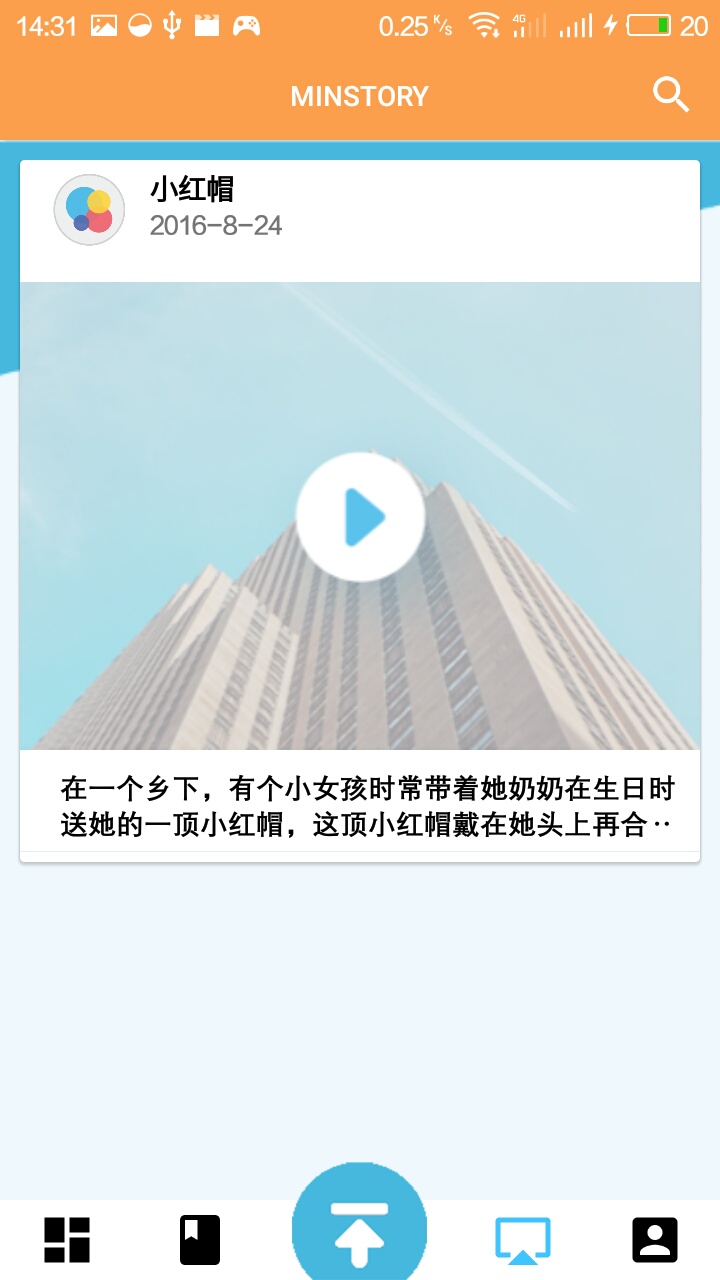 14:31 0.25 K/s 4G 20
MINSTORY
小红帽
2016-8-24
在一个乡下，有个小女孩时常带着她奶奶在生日时
送她的一顶小红帽，这顶小红帽戴在她头上再合··